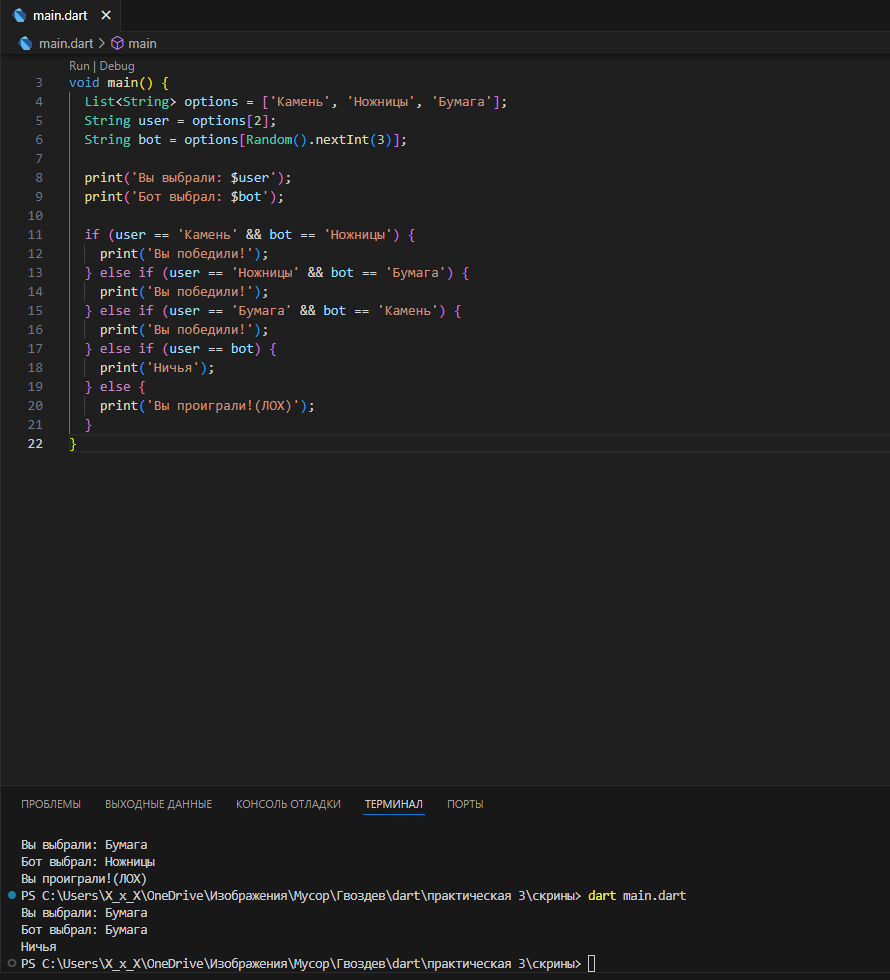 main.dart
main.dart > main
Run | Debug
3 void main() {
4 List<String> options = ['Камень', 'Ножницы', 'Бумага'];
5 String user = options[2];
6 String bot = options[Random().nextInt(3)];
7
8 print('Вы выбрали: $user');
9 print('Бот выбрал: $bot');
10
11 if (user == 'Камень' && bot == 'Ножницы') {
12 print('Вы победили!');
13 } else if (user == 'Ножницы' && bot == 'Бумага') {
14 print('Вы победили!');
15 } else if (user == 'Бумага' && bot == 'Камень') {
16 print('Вы победили!');
17 } else if (user == bot) {
18 print('Ничья');
19 } else {
20 print('Вы проиграли!(ЛОХ)');
21 }
22 }
ПРОБЛЕМЫ ВЫХОДНЫЕ ДАННЫЕ КОНСОЛЬ ОТЛАДКИ ТЕРМИНАЛ ПОРТЫ
Вы выбрали: Бумага
Бот выбрал: Ножницы
Вы проиграли!(ЛОХ)
PS C:\Users\X_x_X\OneDrive\Изображения\Мусор\Гвоздев\dart\практическая 3\скрины> dart main.dart
Вы выбрали: Бумага
Бот выбрал: Бумага
Ничья
PS C:\Users\X_x_X\OneDrive\Изображения\Мусор\Гвоздев\dart\практическая 3\скрины>